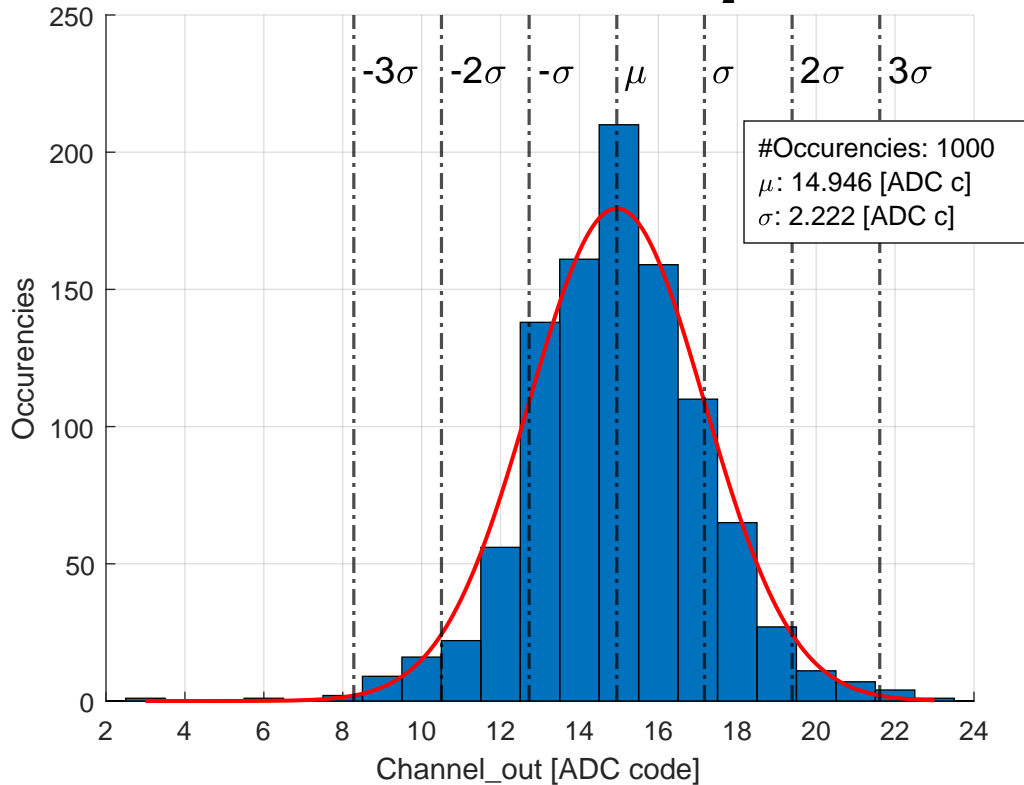 250
200
150
100
50
0
Occurencies
-3σ -2σ -σ μ σ 2σ 3σ
#Occurencies: 1000
μ: 14.946 [ADC c]
σ: 2.222 [ADC c]
2 4 6 8 10 12 14 16 18 20 22 24
Channel_out [ADC code]